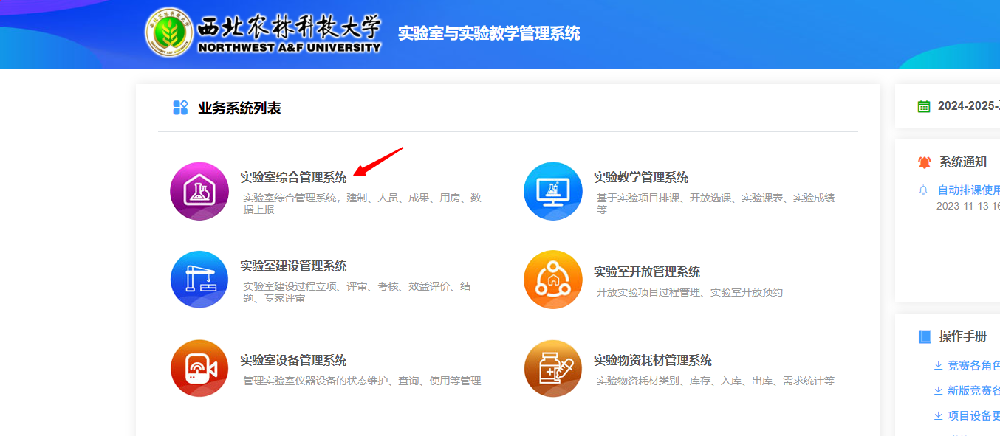 西北农林科技大学
NORTHWEST A&F UNIVERSITY
实验室与实验教学管理系统
业务系统列表
实验室综合管理系统
实验室综合管理系统，建制、人员、成果、用房、数
据上报
实验教学管理系统
基于实验项目排课、开放选课、实验课表、实验成绩
等
实验室建设管理系统
实验室建设过程立项、评审、考核、效益评价、结
题、专家评审
实验室开放管理系统
开放实验项目过程管理、实验室开放预约
实验室设备管理系统
管理实验室仪器设备的状态维护、查询、使用等管理
实验物资耗材管理系统
实验物资耗材类别、库存、入库、出库、需求统计等
2024-2025-
系统通知
自动排课使用
2023-11-13 16
操作手册
竞赛各角色
新版竞赛各
项目设备更